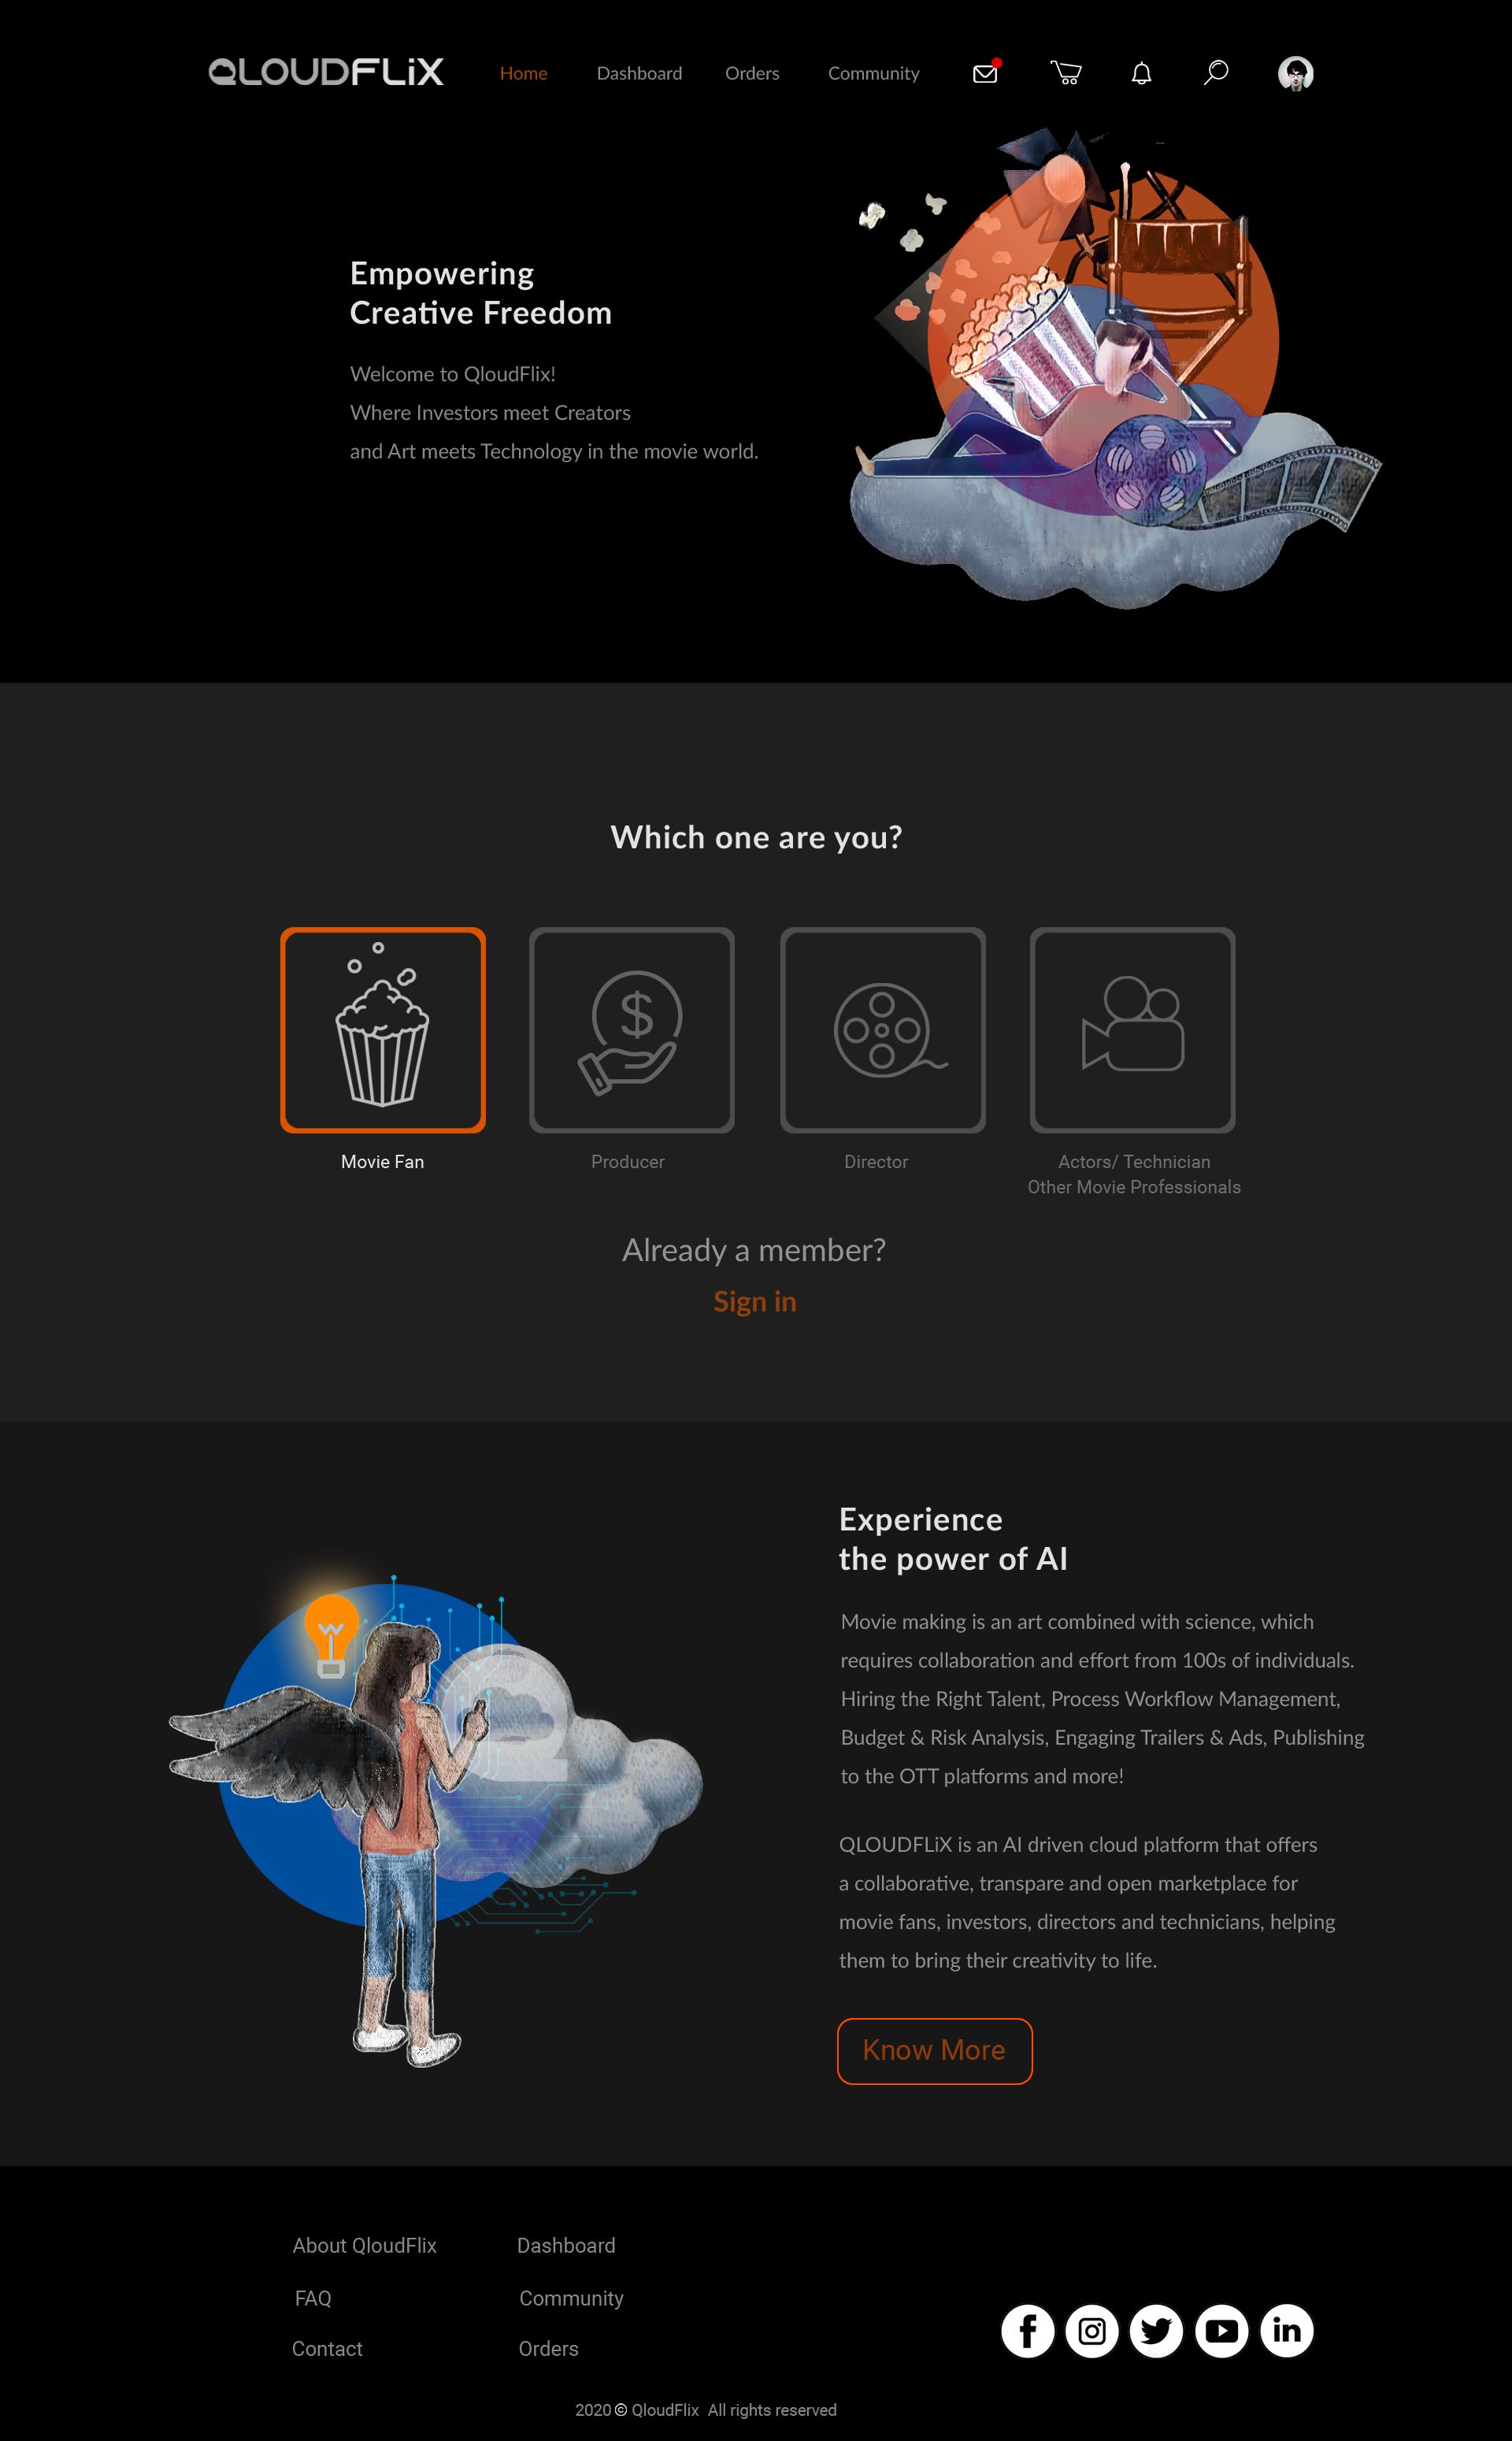 QLOUDFLiX
Home Dashboard Orders Community
Empowering
Creative Freedom
Welcome to QloudFlix!
Where Investors meet Creators
and Art meets Technology in the movie world.
Which one are you?
$
Movie Fan Producer Director Actors/ Technician
Other Movie Professionals
Already a member?
Sign in
Experience
the power of AI
Movie making is an art combined with science, which
requires collaboration and effort from 100s of individuals.
Hiring the Right Talent, Process Workflow Management,
Budget & Risk Analysis, Engaging Trailers & Ads, Publishing
to the OTT platforms and more!
QLOUDFLiX is an AI driven cloud platform that offers
a collaborative, transpare and open marketplace for
movie fans, investors, directors and technicians, helping
them to bring their creativity to life.
Know More
About QloudFlix Dashboard
FAQ Community
Contact Orders
2020 © QloudFlix All rights reserved